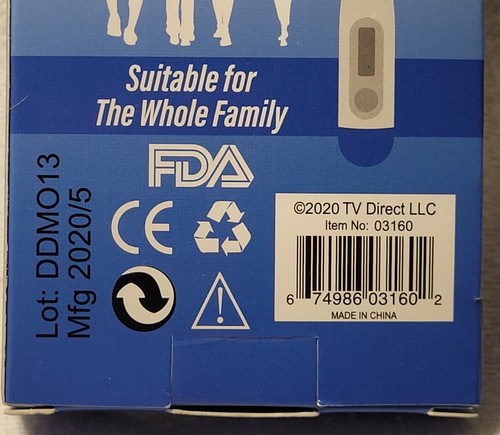 Suitable for
The Whole Family
FDA
CE
Lot: DDMO13
Mfg 2020/5
©2020 TV Direct LLC
Item No: 03160
6 74986 03160 2
MADE IN CHINA